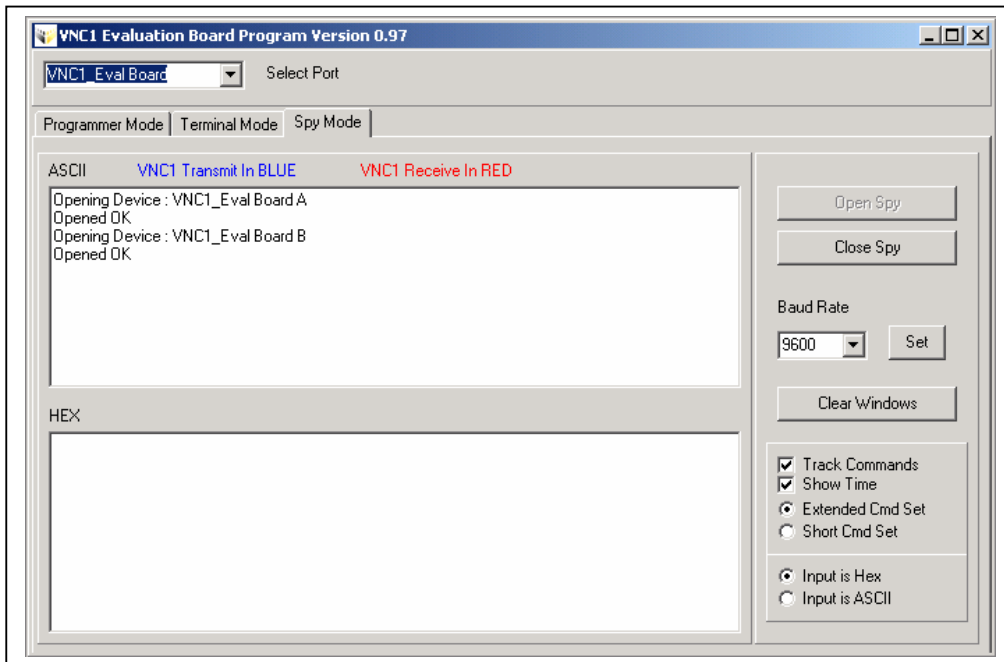 VNC1 Evaluation Board Program Version 0.97
VNC1_Eval Board
Select Port
Programmer Mode
Terminal Mode
Spy Mode
ASCII
VNC1 Transmit In BLUE
VNC1 Receive In RED
Opening Device : VNC1_Eval Board A
Opened OK
Opening Device : VNC1_Eval Board B
Opened OK
HEX
Open Spy
Close Spy
Baud Rate
9600
Set
Clear Windows
Track Commands
Show Time
Extended Cmd Set
Short Cmd Set
Input is Hex
Input is ASCII